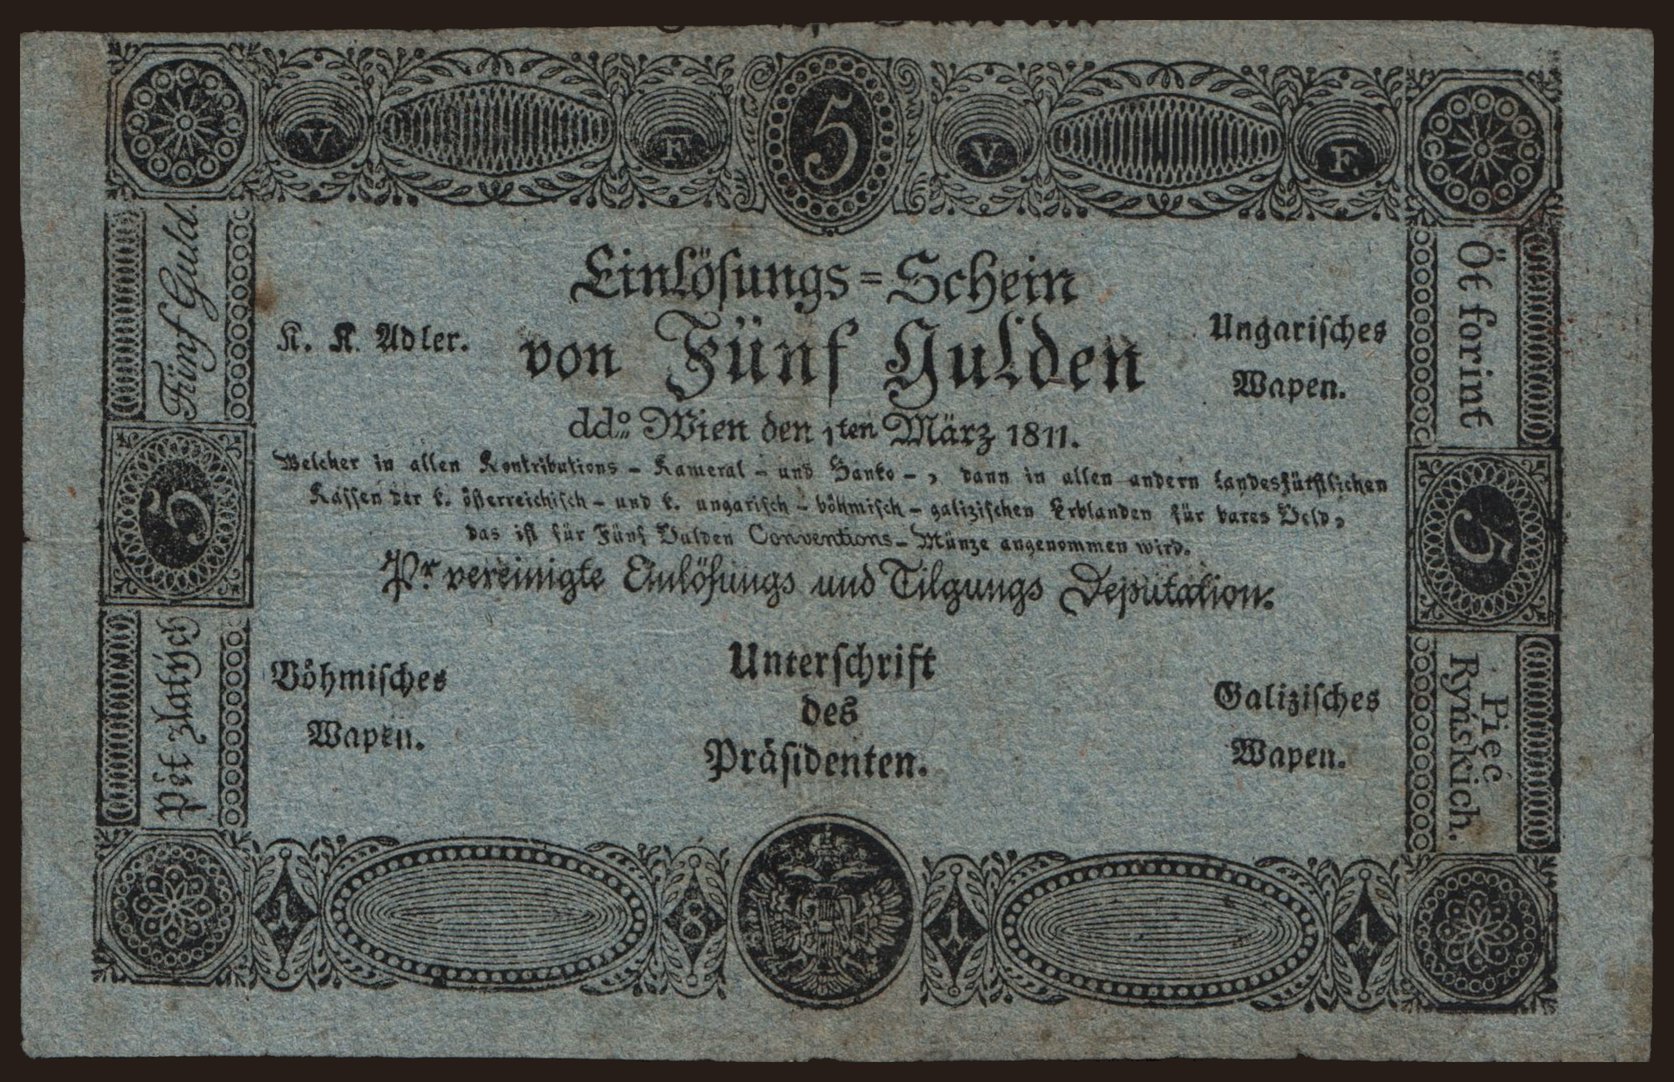 V
F
5
V
F.
Fünf Guld.
Einlösungs=Schein
Öt forint
K. K. Adler.
von Fünf Gulden
Ungarisches
Wapen.
ddo. Wien den 1ten März 1811.
Welcher in allen Kontributions - Kameral - und Banko -, dann in allen andern landesfürstlichen
Kassen der k. österreichisch - und k. ungarisch - böhmisch - galizischen Erblanden für bares Geld,
das ist für Fünf Gulden Conventions - Münze angenommen wird.
5
5
Pr. vereinigte Einlösungs und Tilgungs Deputation.
Pět zlatých
Böhmisches
Wapen.
Unterschrift
des
Präsidenten.
Galizisches
Wapen.
Pięć
Ryńskich.
1 8 1 1